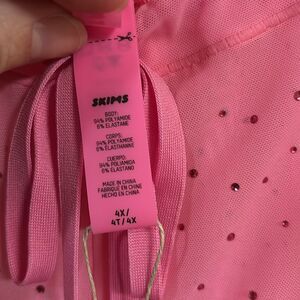 SKIMS
BODY:
94% POLYAMIDE
6% ELASTANE
CORPS:
94% POLYAMIDE
6% ÉLASTHANNE
CUERPO:
94% POLIAMIDA
6% ELASTANO
MADE IN CHINA
FABRIQUÉ EN CHINE
HECHO EN CHINA
4X/
4T/4X